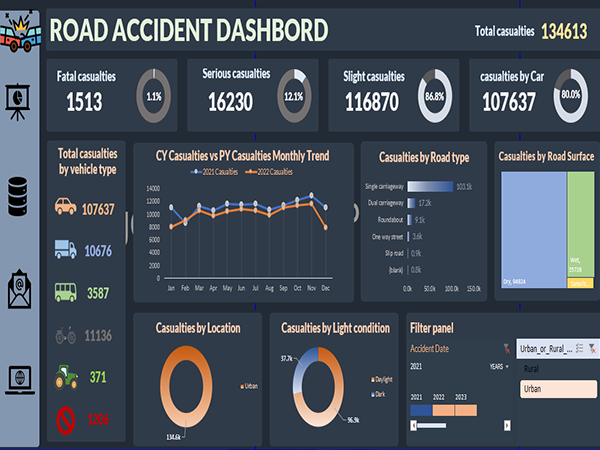 ROAD ACCIDENT DASHBORD
Total casualties 134613
Fatal casualties
1513
1.1%
Serious casualties
16230
12.1%
Slight casualties
116870
86.8%
casualties by Car
107637
80.0%
Total casualties
by vehicle type
107637
10676
3587
11136
371
1206
CY Casualties vs PY Casualties Monthly Trend
2021 Casualties 2022 Casualties
14000
12000
10000
8000
6000
4000
2000
0
Jan Feb Mar Apr May Jun Jul Aug Sep Oct Nov Dec
Casualties by Road type
Single carriageway 103.1k
Dual carriageway 17.2k
Roundabout 9.1k
One way street 3.6k
Slip road 0.9k
(blank) 0.8k
0.0k 50.0k 100.0k 150.0k
Casualties by Road Surface
Wet,
Dry, 94824
Casualties by Location
Urban
134.6k
Casualties by Light condition
37.7k
Daylight
Dark
96.9k
Filter panel
Accident Date
2021 YEARS
2021 2022 2023
Urban_or_Rural_...
Rural
Urban